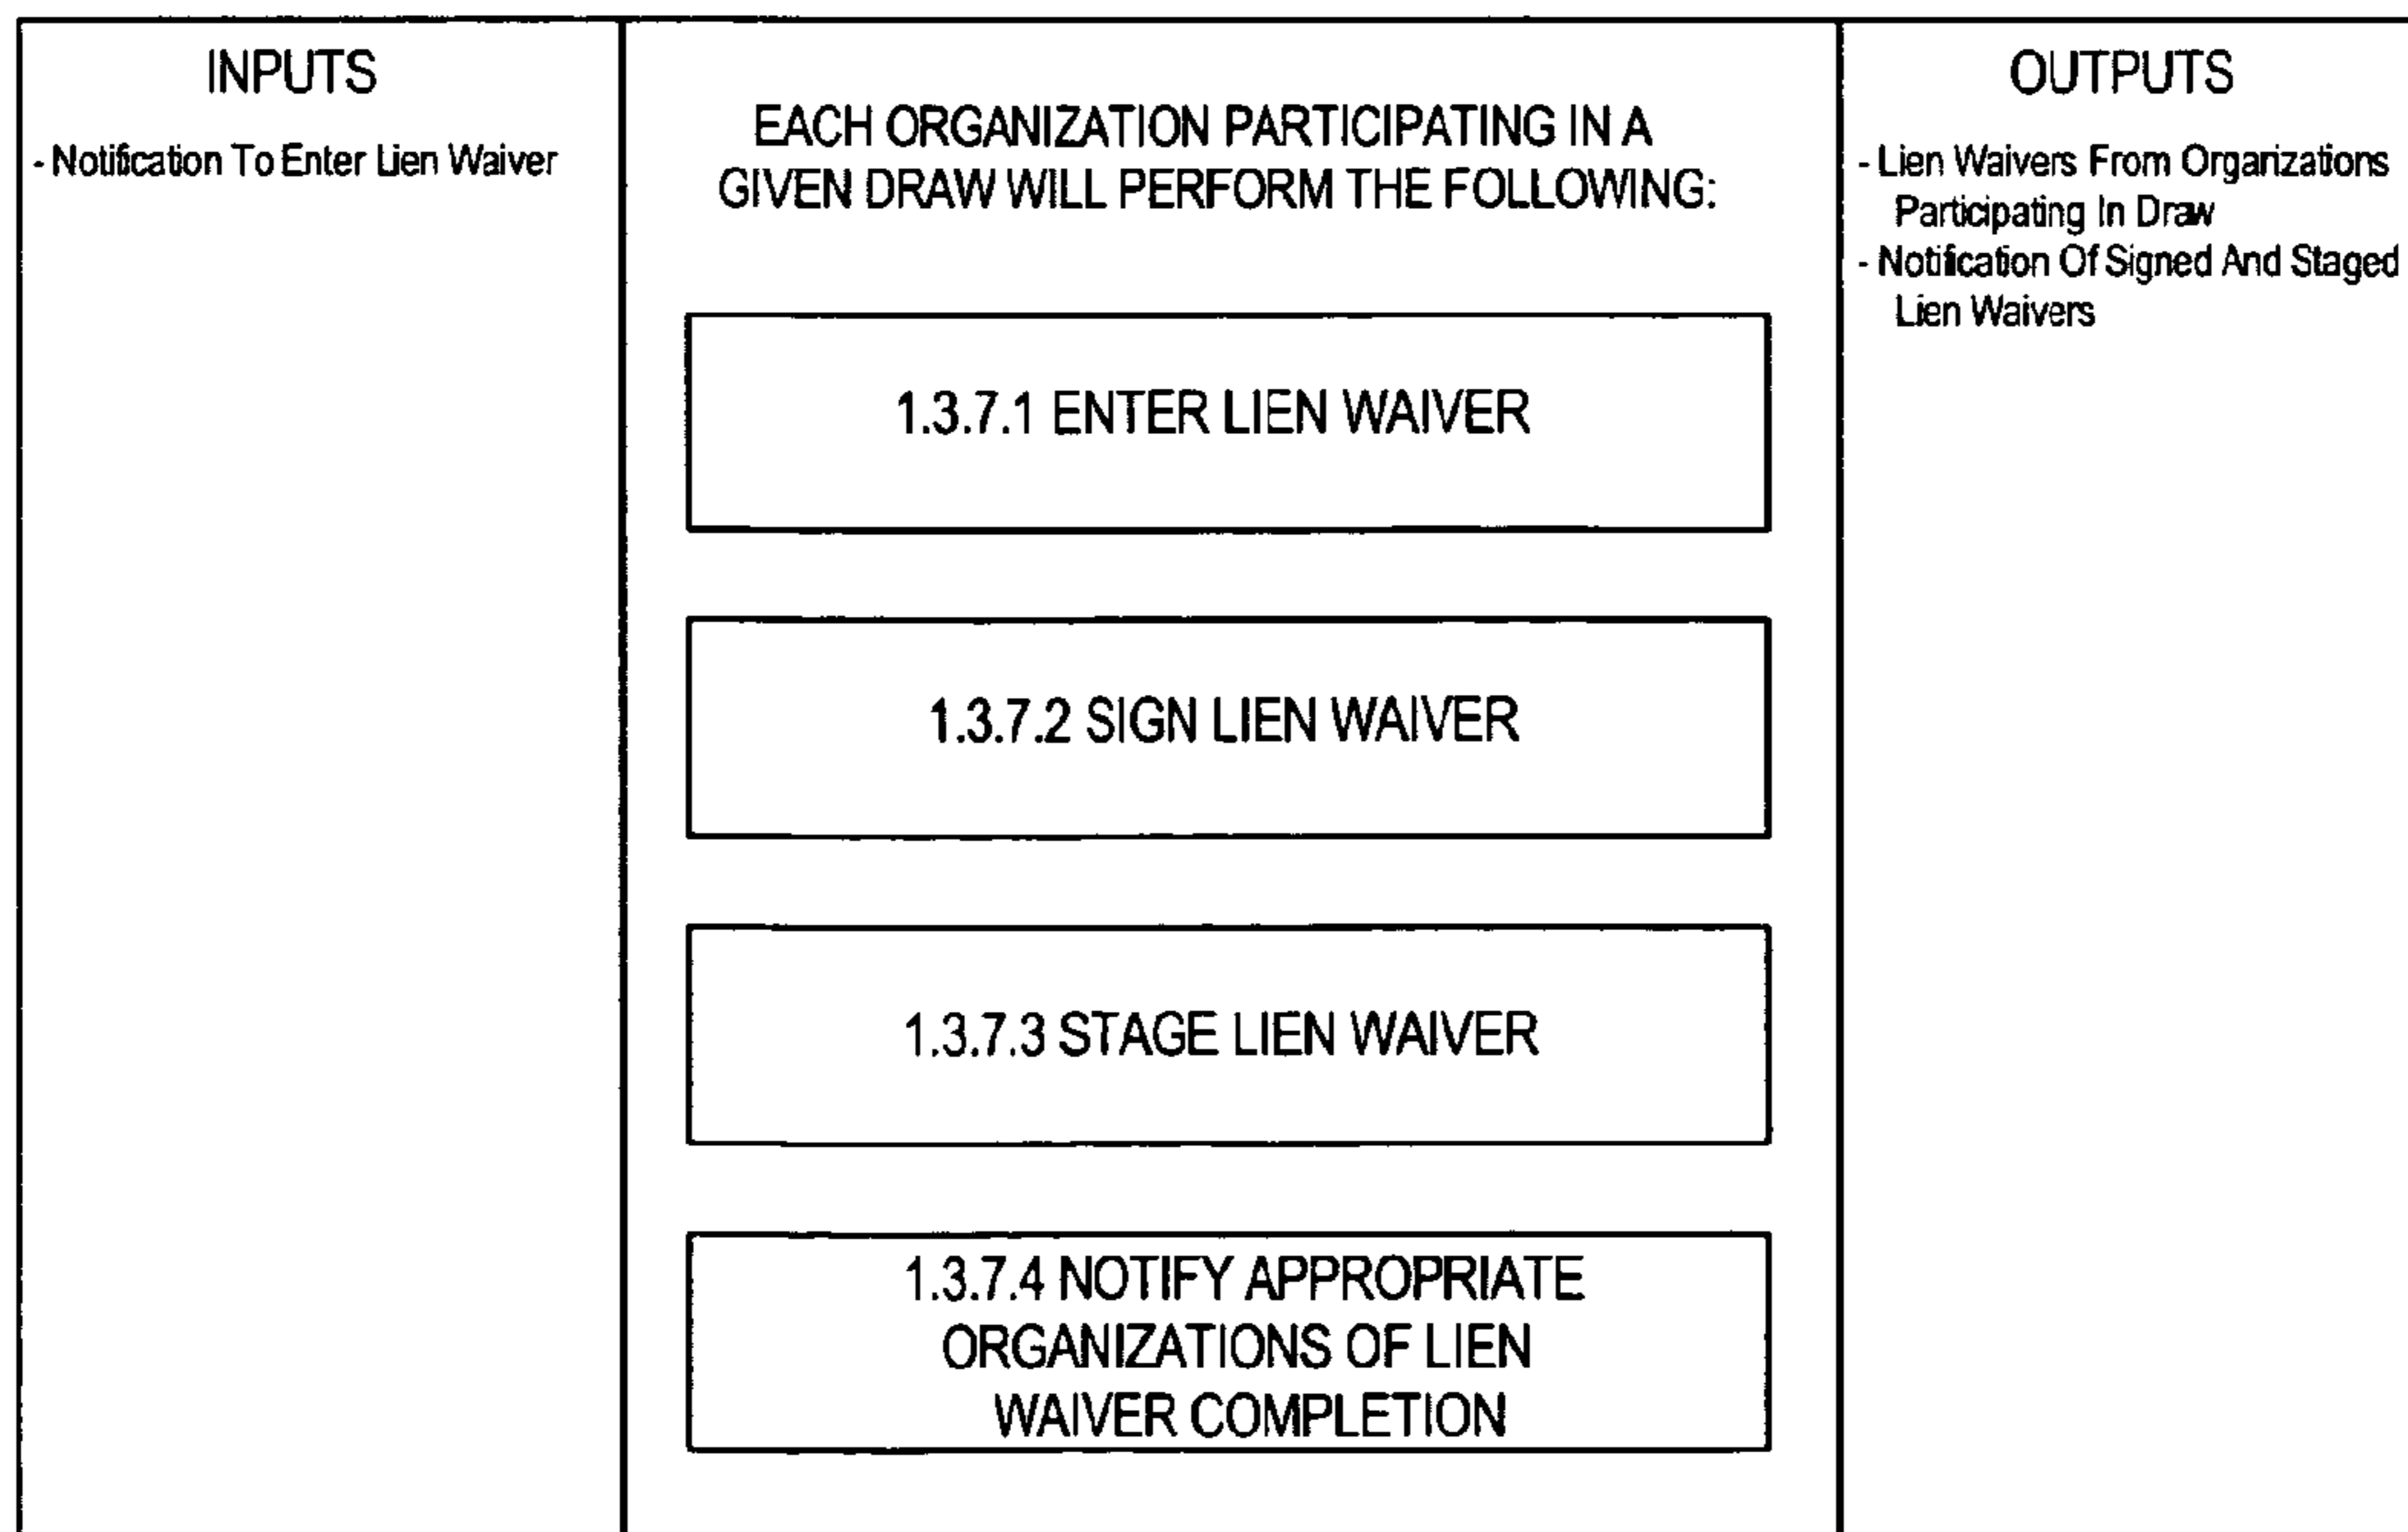 INPUTS
- Notification To Enter Lien Waiver
EACH ORGANIZATION PARTICIPATING IN A
GIVEN DRAW WILL PERFORM THE FOLLOWING:
1.3.7.1 ENTER LIEN WAIVER
1.3.7.2 SIGN LIEN WAIVER
1.3.7.3 STAGE LIEN WAIVER
1.3.7.4 NOTIFY APPROPRIATE
ORGANIZATIONS OF LIEN
WAIVER COMPLETION
OUTPUTS
- Lien Waivers From Organizations
Participating In Draw
- Notification Of Signed And Staged
Lien Waivers